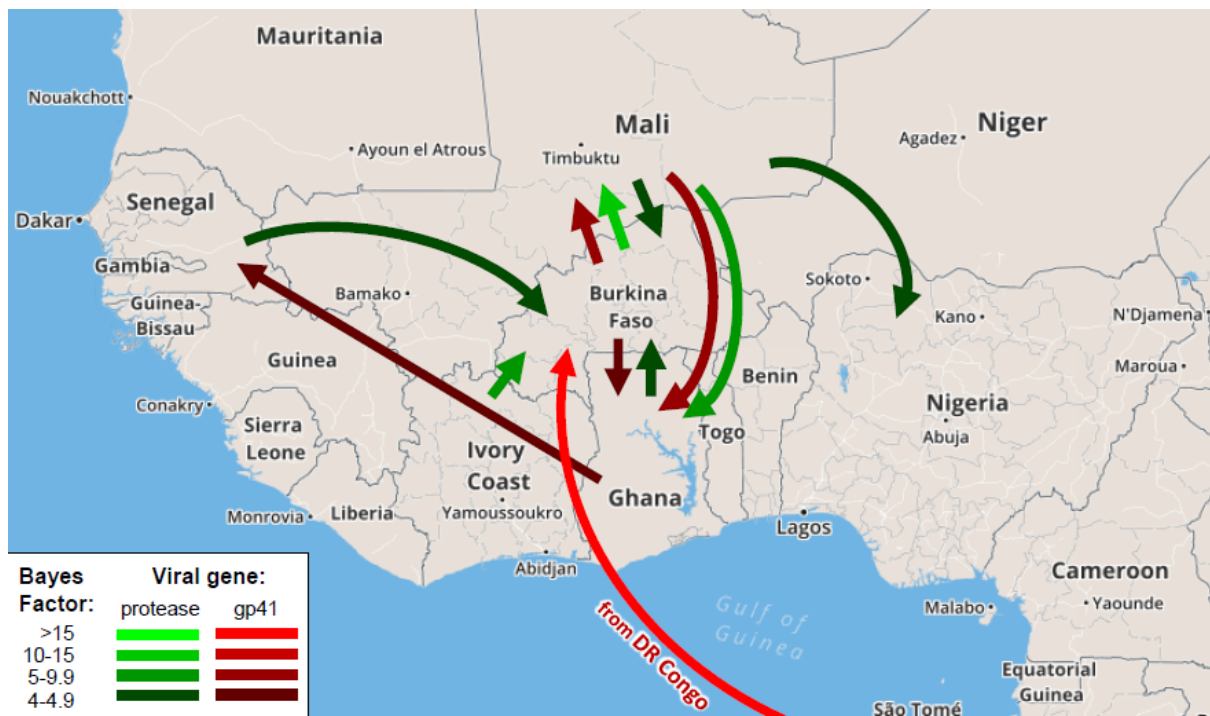 Mauritania
Nouakchott
Ayoun el Atrous
Mali
Timbuktu
Niger
Agadez
Senegal
Dakar
Gambia
Guinea-
Bissau
Bamako
Burkina
Faso
Sokoto
Kano
N'Djamena
Maroua
Guinea
Conakry
Benin
Nigeria
Abuja
Sierra
Leone
Togo
Ivory
Coast
Yamoussoukro
Ghana
Monrovia
Liberia
Lagos
Abidjan
Cameroon
Yaounde
Malabo
Gulf of
Guinea
from DR Congo
Equatorial
Guinea
São Tomé
Bayes
Factor:
Viral gene:
protease gp41
>15
10-15
5-9.9
4-4.9